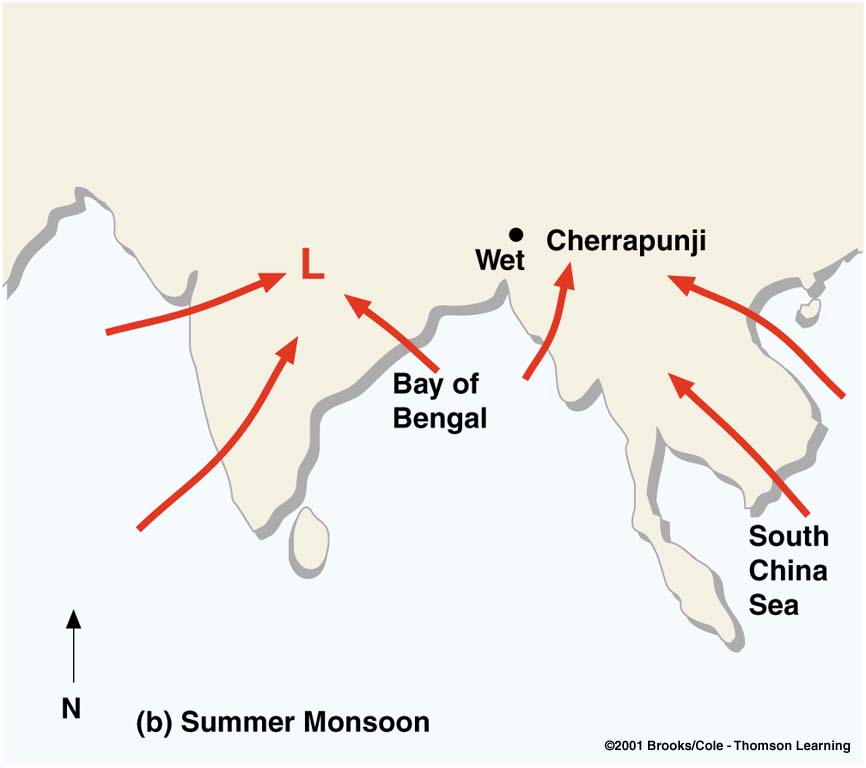 L
Wet
Cherrapunji
Bay of
Bengal
South
China
Sea
N
(b) Summer Monsoon
©2001 Brooks/Cole - Thomson Learning